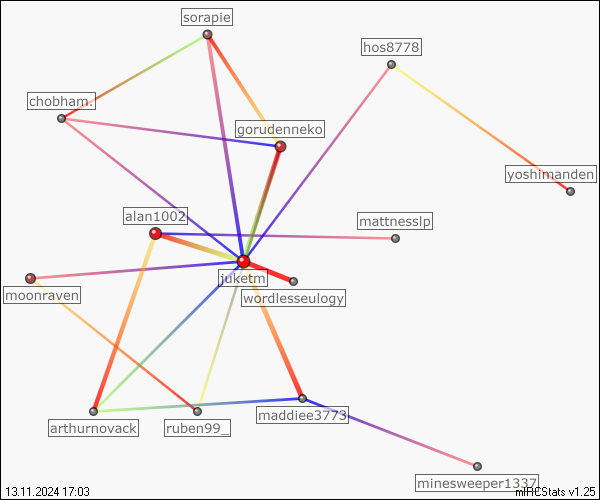 sorapie
hos8778
chobham.
gorudenneko
yoshimanden
alan1002
mattnesslp
juketm
moonraven
wordlesseulogy
maddiee3773
arthurnovack
ruben99_
minesweeper1337
13.11.2024 17:03
mIRCStats v1.25